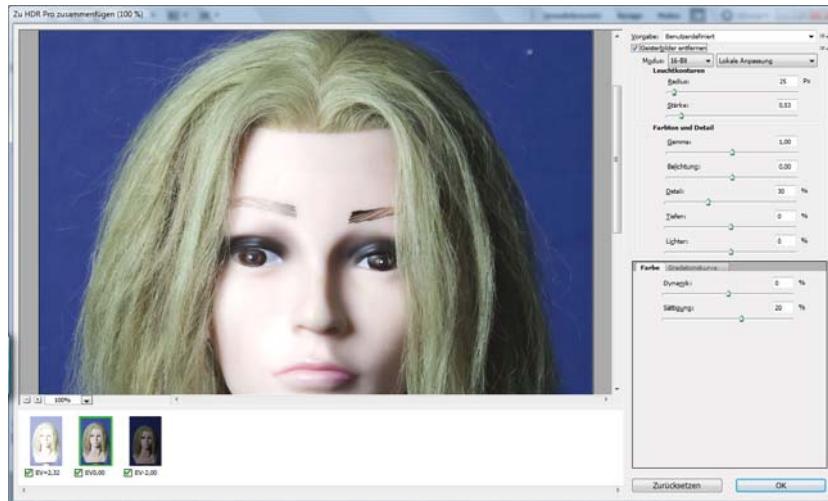 Zu HDR Pro zusammenfügen (100 %)
Vorgabe: Benutzerdefiniert
Geisterbilder entfernen
Modus: 16-Bit Lokale Anpassung
Leuchtkonturen
Radius: 25 Px
Stärke: 0,53
Farbton und Detail
Gamma: 1,00
Belichtung: 0,00
Detail: 30 %
Tiefen: 0 %
Lichter: 0 %
Farbe Gradationskurve
Dynamik: 0 %
Sättigung: 20 %
100%
EV+2,32 EV0,00 EV-2,00
Zurücksetzen OK